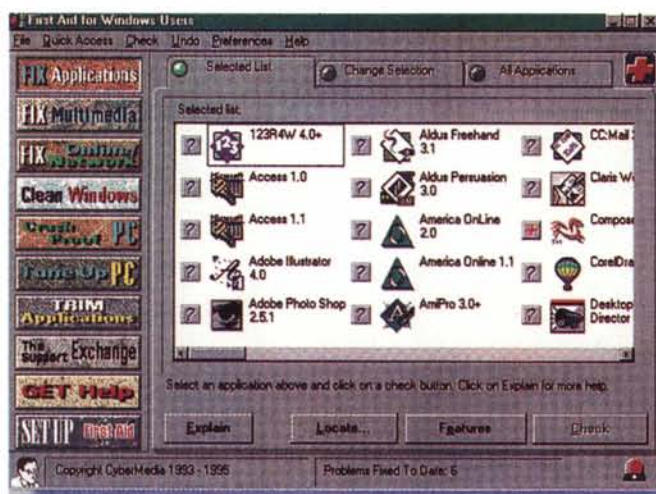 First Aid for Windows Users
File Quick Access Check Undo Preferences Help
FIX Applications
FIX Multimedia
FIX Online/Network
Clean Windows
Crash Proof PC
Tune Up PC
TRIM Applications
The Support Exchange
GET Help
SETUP First Aid
Selected List
Change Selection
All Applications
Selected list:
123R4W 4.0+
Access 1.0
Access 1.1
Adobe Illustrator 4.0
Adobe Photo Shop 2.5.1
Aldus Freehand 3.1
Aldus Persuasion 3.0
America OnLine 2.0
America Online 1.1
AmiPro 3.0+
CC:Mail
Claris
Compos
CorelDra
Desktop Director
Select an application above and click on a check button. Click on Explain for more help.
Explain
Locate...
Features
Check
Copyright CyberMedia 1993 - 1995
Problems Fixed To Date: 6